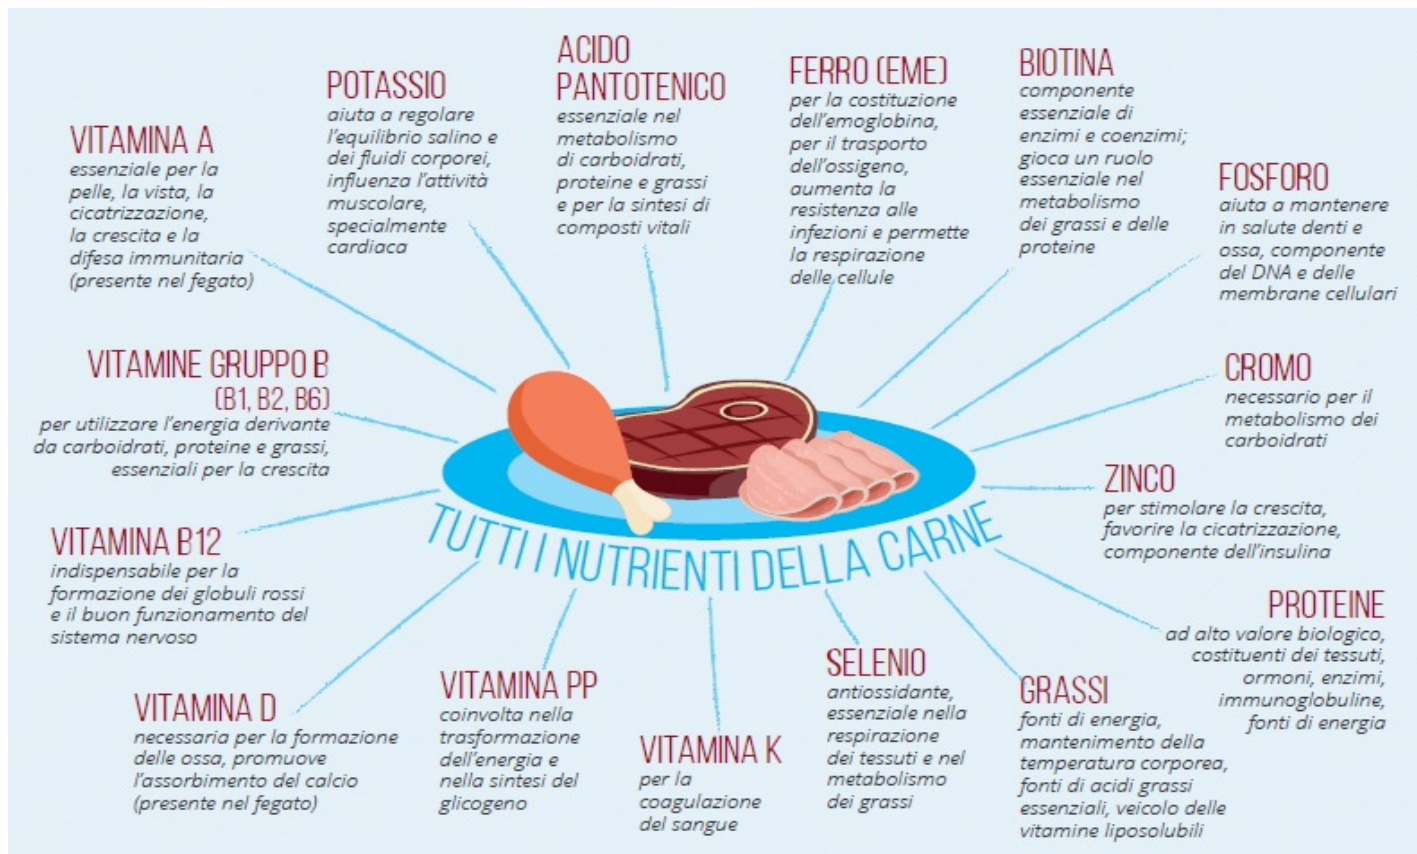 VITAMINA A
essenziale per la
pelle, la vista, la
cicatrizzazione,
la crescita e la
difesa immunitaria
(presente nel fegato)
POTASSIO
aiuta a regolare
l'equilibrio salino e
dei fluidi corporei,
influenza l'attività
muscolare,
specialmente
cardiaca
ACIDO
PANTOTENICO
essenziale nel
metabolismo
di carboidrati,
proteine e grassi
e per la sintesi di
composti vitali
FERRO (EME)
per la costituzione
dell'emoglobina,
per il trasporto
dell'ossigeno,
aumenta la
resistenza alle
infezioni e permette
la respirazione
delle cellule
BIOTINA
componente
essenziale di
enzimi e coenzimi;
gioca un ruolo
essenziale nel
metabolismo
dei grassi e delle
proteine
FOSFORO
aiuta a mantenere
in salute denti e
ossa, componente
del DNA e delle
membrane cellulari
VITAMINE GRUPPO B
(B1, B2, B6)
per utilizzare l'energia derivante
da carboidrati, proteine e grassi,
essenziali per la crescita
CROMO
necessario per il
metabolismo dei
carboidrati
ZINCO
per stimolare la crescita,
favorire la cicatrizzazione,
componente dell'insulina
TUTTI I NUTRIENTI DELLA CARNE
VITAMINA B12
indispensabile per la
formazione dei globuli rossi
e il buon funzionamento del
sistema nervoso
PROTEINE
ad alto valore biologico,
costituenti dei tessuti,
ormoni, enzimi,
immunoglobuline,
fonti di energia
VITAMINA D
necessaria per la formazione
delle ossa, promuove
l'assorbimento del calcio
(presente nel fegato)
VITAMINA PP
coinvolta nella
trasformazione
dell'energia e
nella sintesi del
glicogeno
VITAMINA K
per la
coagulazione
del sangue
SELENIO
antiossidante,
essenziale nella
respirazione
dei tessuti e nel
metabolismo
dei grassi
GRASSI
fonti di energia,
mantenimento della
temperatura corporea,
fonti di acidi grassi
essenziali, veicolo delle
vitamine liposolubili